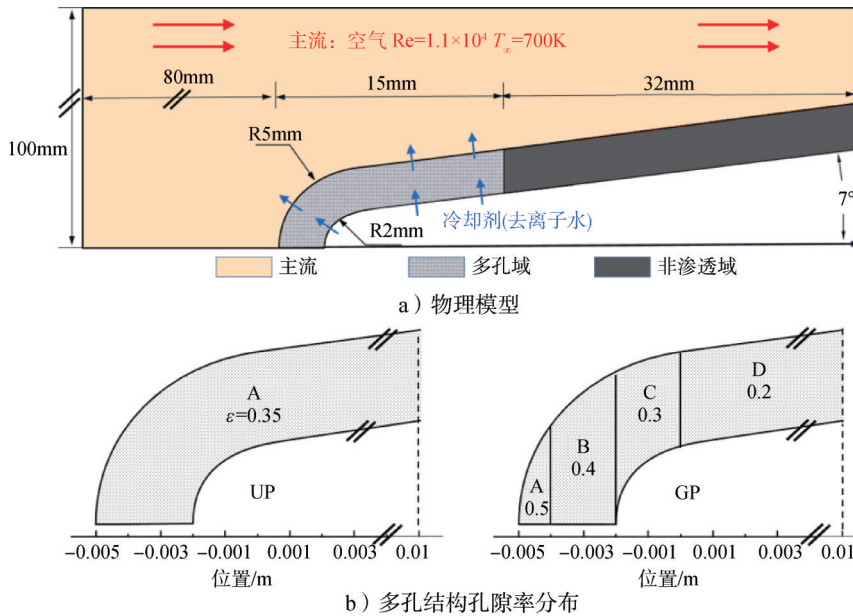 主流：空气 Re=1.1×10⁴ T∞=700K
80mm
15mm
32mm
100mm
R5mm
R2mm
冷却剂(去离子水)
7°
主流
多孔域
非渗透域
a）物理模型
A
ε=0.35
UP
A
0.5
B
0.4
C
0.3
D
0.2
GP
−0.005 −0.003 −0.001 0.001 0.003 0.01
位置/m
−0.005 −0.003 −0.001 0.001 0.003 0.01
位置/m
b）多孔结构孔隙率分布